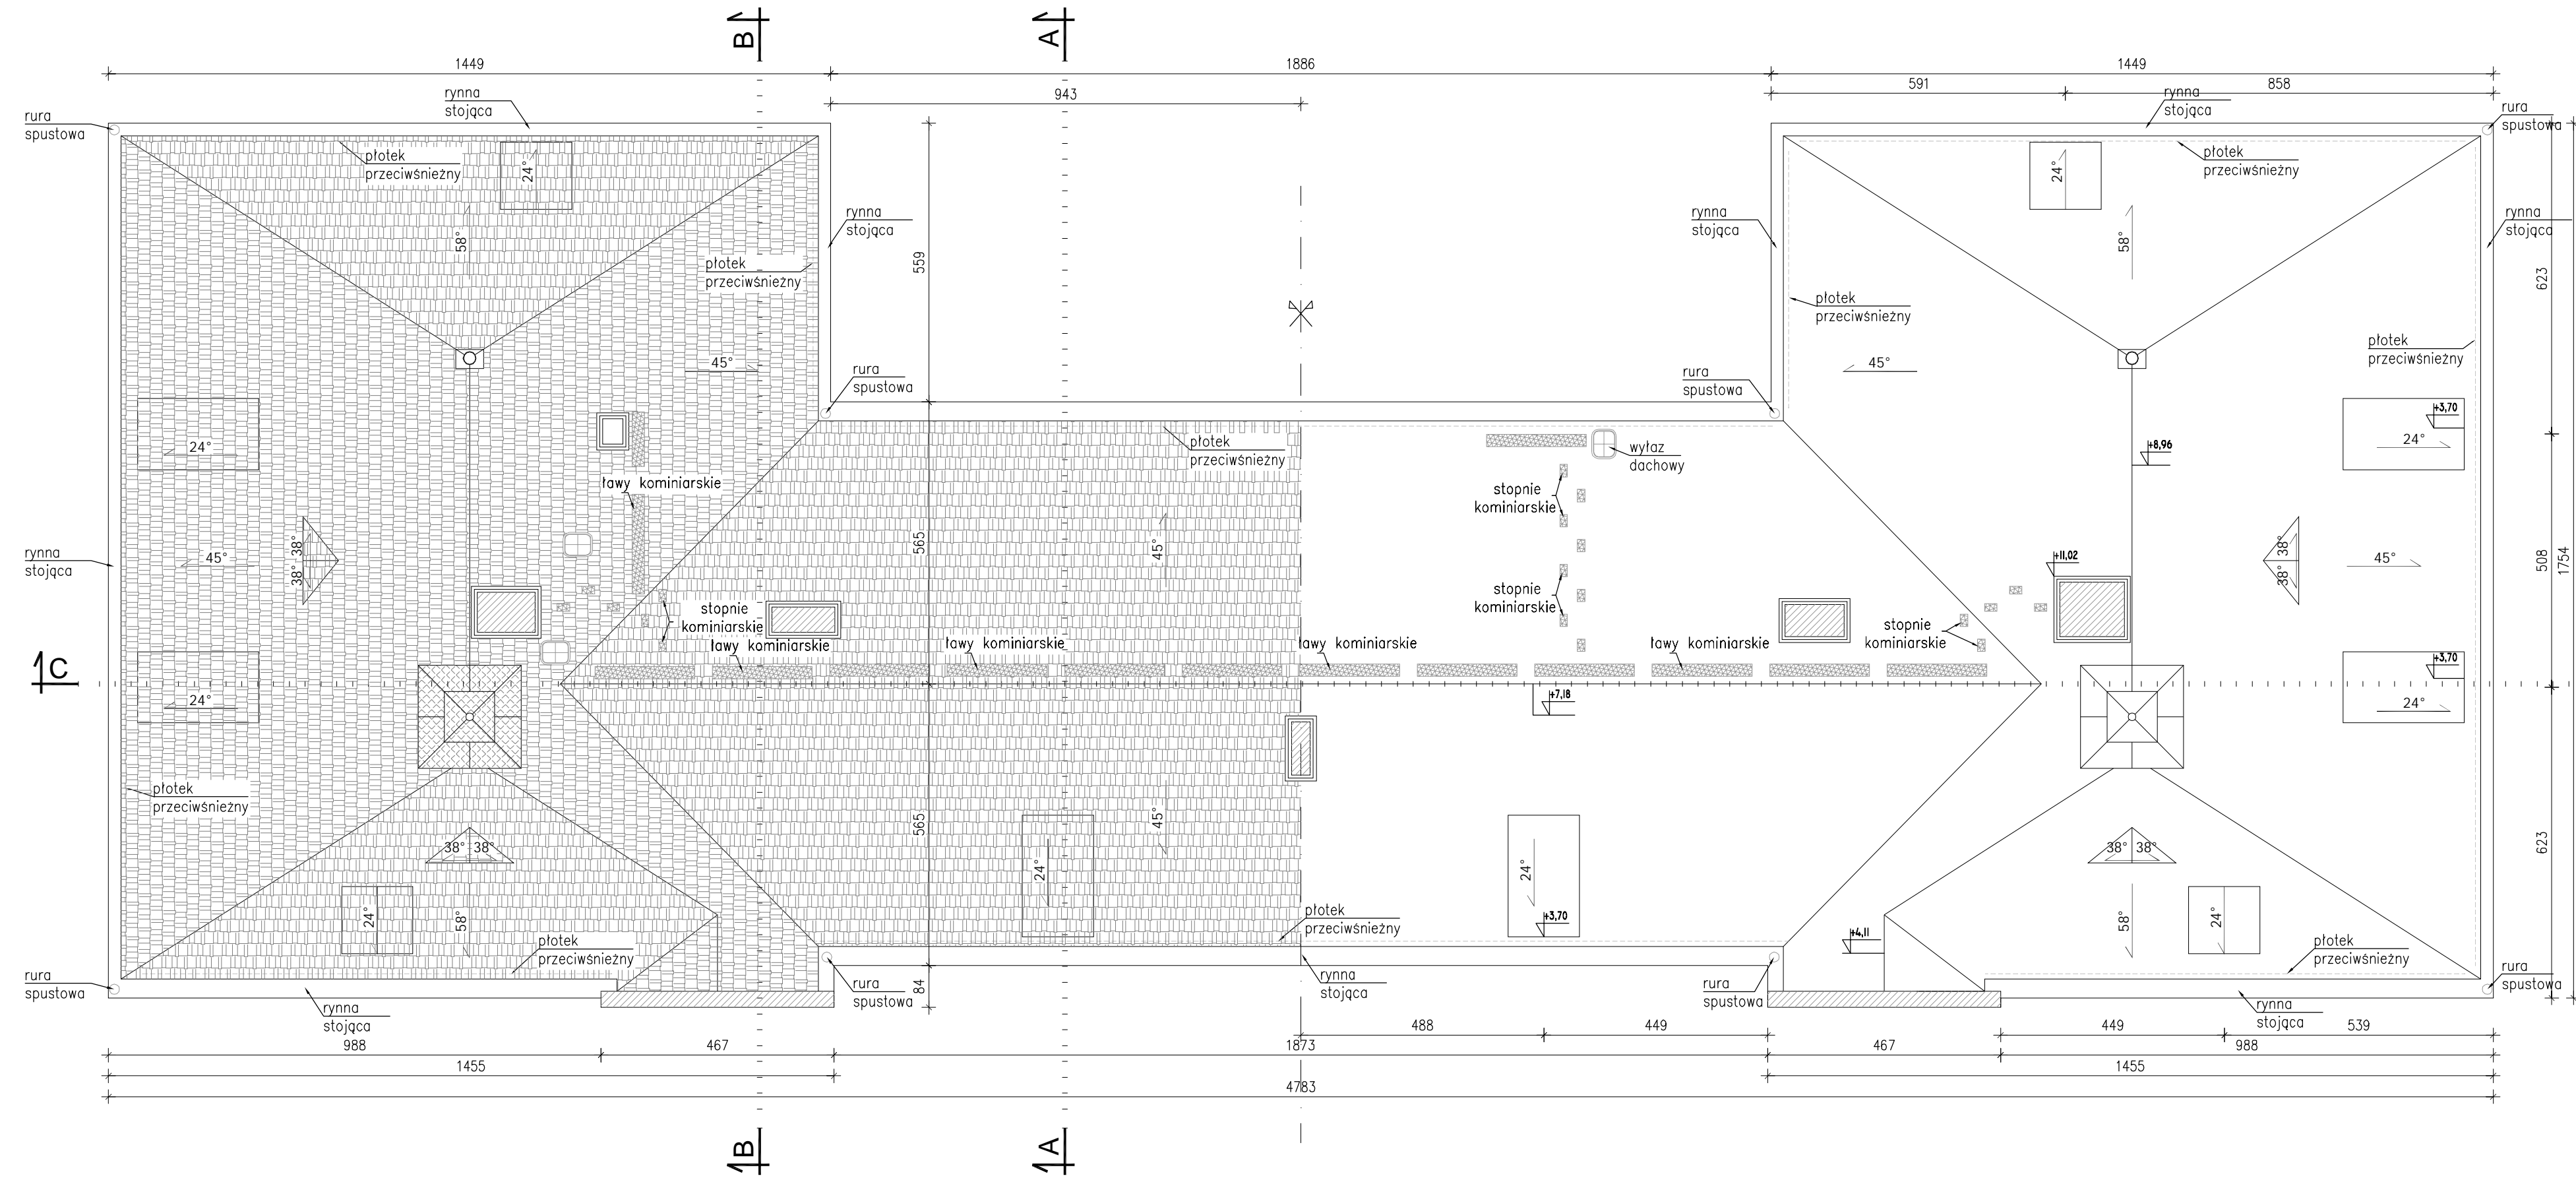 B
A
1449
1886
1449
943
591
858
rynna
stojąca
rynna
stojąca
rura
spustowa
rura
spustowa
płotek
przeciwśnieżny
24°
24°
płotek
przeciwśnieżny
rynna
stojąca
rynna
stojąca
rynna
stojąca
58°
58°
559
623
płotek
przeciwśnieżny
płotek
przeciwśnieżny
płotek
przeciwśnieżny
45°
45°
rura
spustowa
rura
spustowa
+3,70
24°
24°
płotek
przeciwśnieżny
wyłaz
dachowy
+8,96
ławy kominiarskie
stopnie
kominiarskie
rynna
stojąca
45°
38°
38°
565
45°
+11,02
38°
38°
45°
508
1754
stopnie
kominiarskie
stopnie
kominiarskie
stopnie
kominiarskie
ławy kominiarskie
ławy kominiarskie
ławy kominiarskie
ławy kominiarskie
C
+3,70
24°
24°
+7,18
płotek
przeciwśnieżny
565
45°
38°
38°
38°
38°
623
24°
24°
24°
58°
58°
24°
+3,70
płotek
przeciwśnieżny
płotek
przeciwśnieżny
+4,11
płotek
przeciwśnieżny
rura
spustowa
rynna
stojąca
84
rura
spustowa
rynna
stojąca
rura
spustowa
rynna
stojąca
rura
spustowa
488
449
449
539
988
467
1873
467
988
1455
1455
4783
B
A